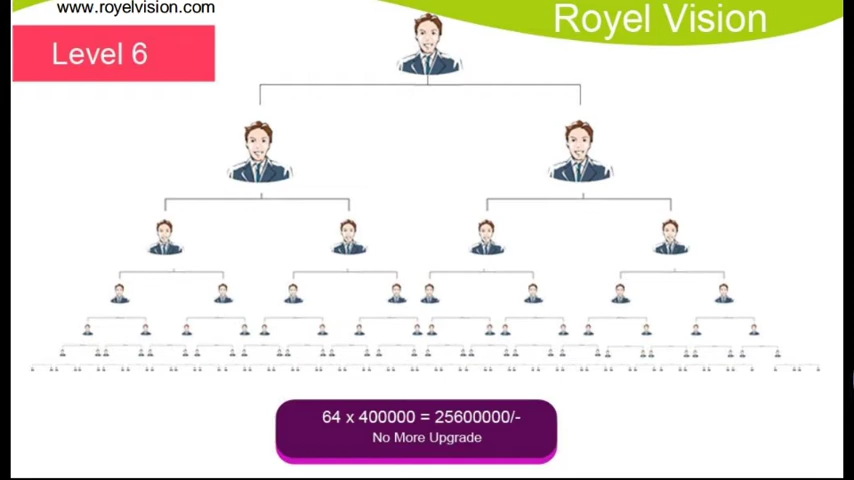 www.royelvision.com
Royel Vision
Level 6
64 x 400000 = 25600000/-
No More Upgrade